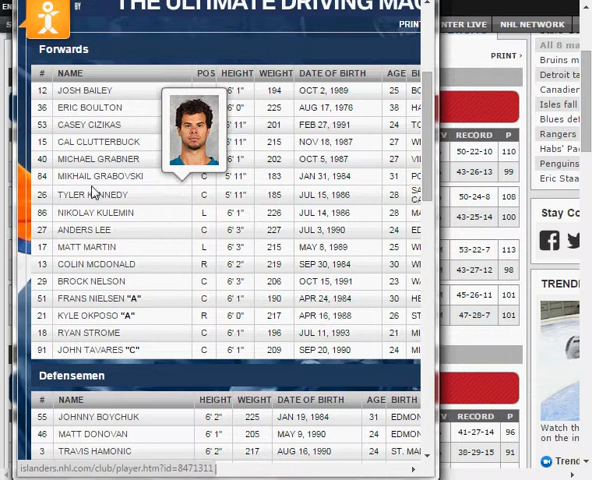 BY
THE ULTIMATE DRIVING MAC
PRIN
NTER LIVE NHL NETWORK
Forwards
# NAME POS HEIGHT WEIGHT DATE OF BIRTH AGE B
12 JOSH BAILEY 194 OCT 2, 1989 25
36 ERIC BOULTON 6' 0" 225 AUG 17, 1976 38
53 CASEY CIZIKAS 11" 201 FEB 27, 1991 24
15 CAL CLUTTERBUCK 11" 215 NOV 18, 1987 27
40 MICHAEL GRABNER 201 OCT 5, 1987 27
84 MIKHAIL GRABOVSKI C 5' 11" 183 JAN 31, 1984 31
26 TYLER KENNEDY C 5' 11" 185 JUL 15, 1986 28
86 NIKOLAY KULEMIN L 6' 1" 226 JUL 14, 1986 28
27 ANDERS LEE C 6' 3" 227 JUL 3, 1990 24
17 MATT MARTIN L 6' 3" 215 MAY 8, 1989 25
13 COLIN MCDONALD R 6' 2" 219 SEP 30, 1984 30
29 BROCK NELSON C 6' 3" 206 OCT 15, 1991 23
51 FRANS NIELSEN "A" C 6' 1" 190 APR 24, 1984 30
21 KYLE OKPOSO "A" R 6' 0" 217 APR 16, 1988 26
18 RYAN STROME C 6' 1" 196 JUL 11, 1993 21
91 JOHN TAVARES "C" C 6' 1" 209 SEP 20, 1990 24
Defensemen
# NAME HEIGHT WEIGHT DATE OF BIRTH AGE BIRTH
55 JOHNNY BOYCHUK 6' 2" 225 JAN 19, 1984 31 EDMON
46 MATT DONOVAN 6' 1" 205 MAY 9, 1990 24 EDMO
3 TRAVIS HAMONIC 6' 2" 217 AUG 16, 1990 24 ST. MA
islanders.nhl.com/club/player.htm?id=8471311
PRINT ›
RECORD P
50-22-10 110
43-26-13 99
50-24-8 108
43-25-14 100
53-22-7 113
43-27-12 98
45-26-11 101
47-28-7 101
RECORD P
41-27-14 96
38-29-15 91
All 8 ma
Bruins m
Detroit ta
Canadien
Isles fall
Blues def
Rangers
Habs' Pa
Penguins
Eric Staa
Stay Co
TRENDI
Watch th
on the in
Trend